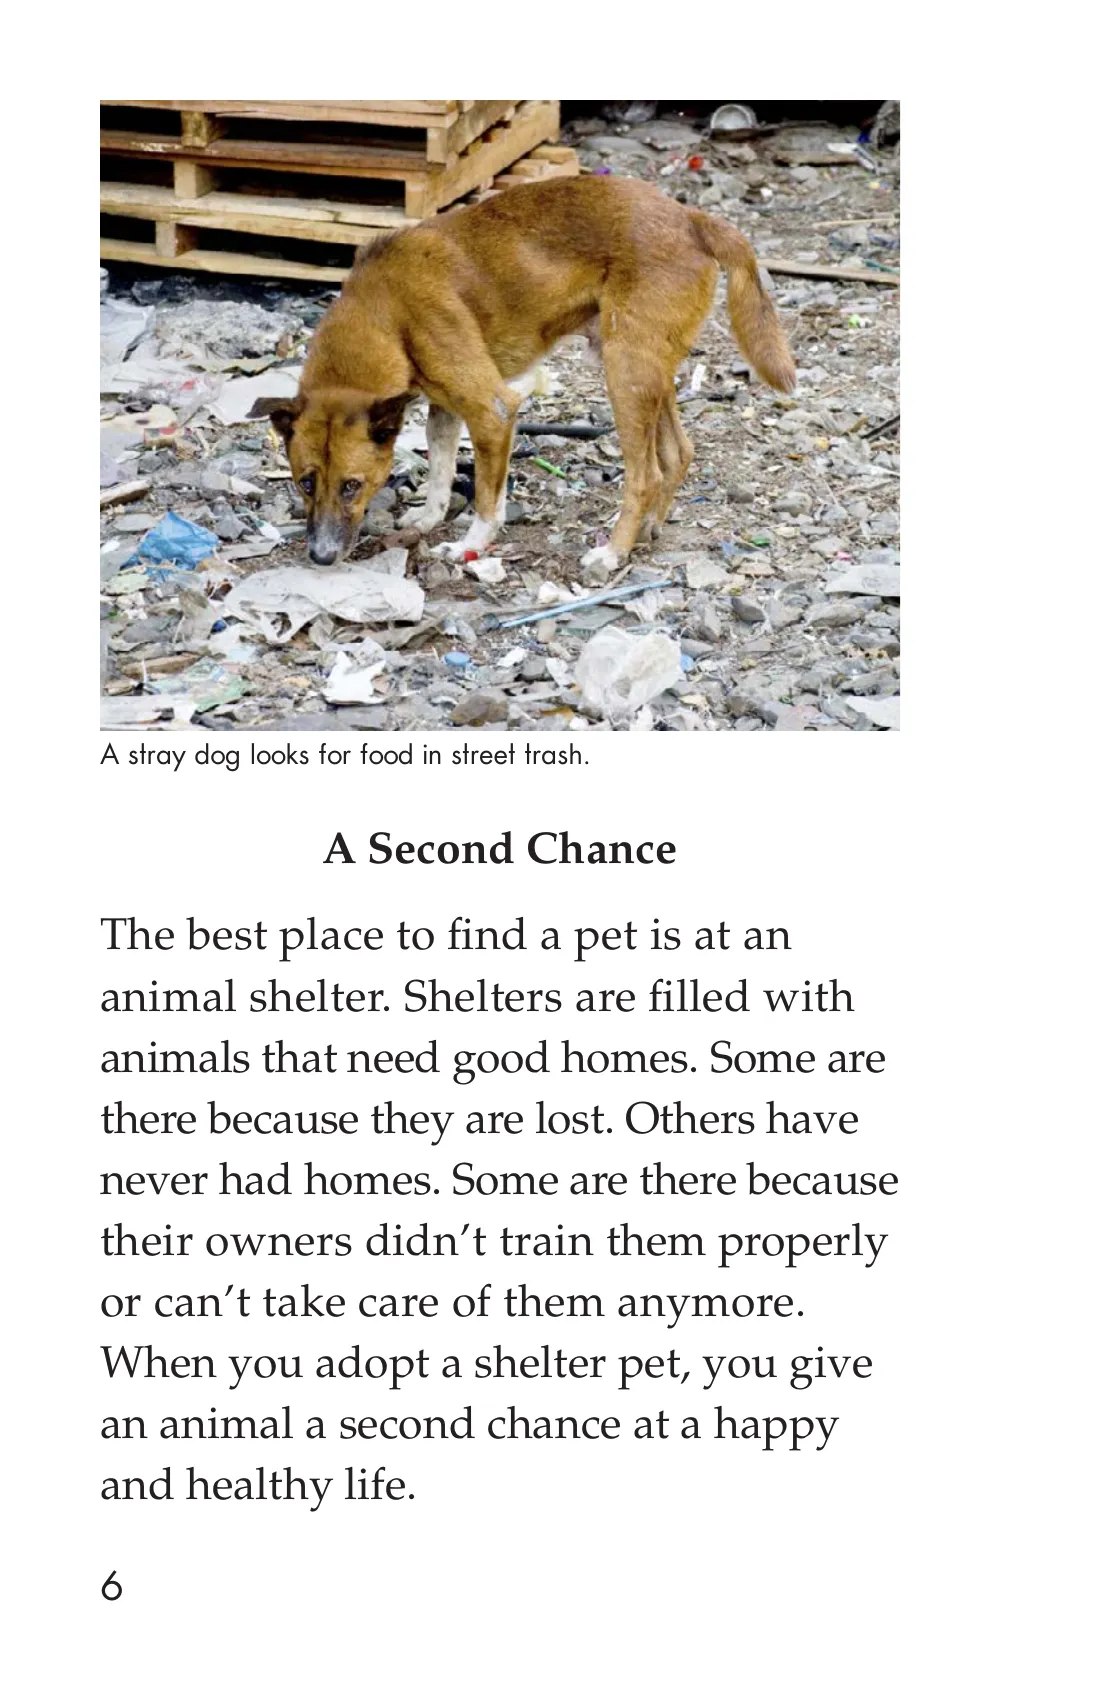 A stray dog looks for food in street trash.
A Second Chance
The best place to find a pet is at an
animal shelter. Shelters are filled with
animals that need good homes. Some are
there because they are lost. Others have
never had homes. Some are there because
their owners didn’t train them properly
or can’t take care of them anymore.
When you adopt a shelter pet, you give
an animal a second chance at a happy
and healthy life.
6